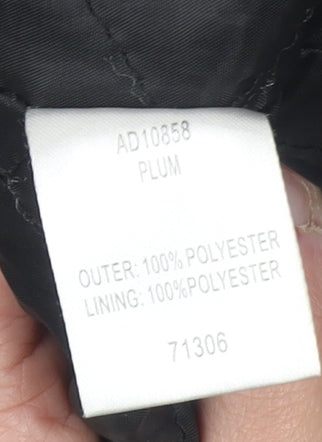 AD10858
PLUM
OUTER: 100% POLYESTER
LINING: 100%POLYESTER
71306